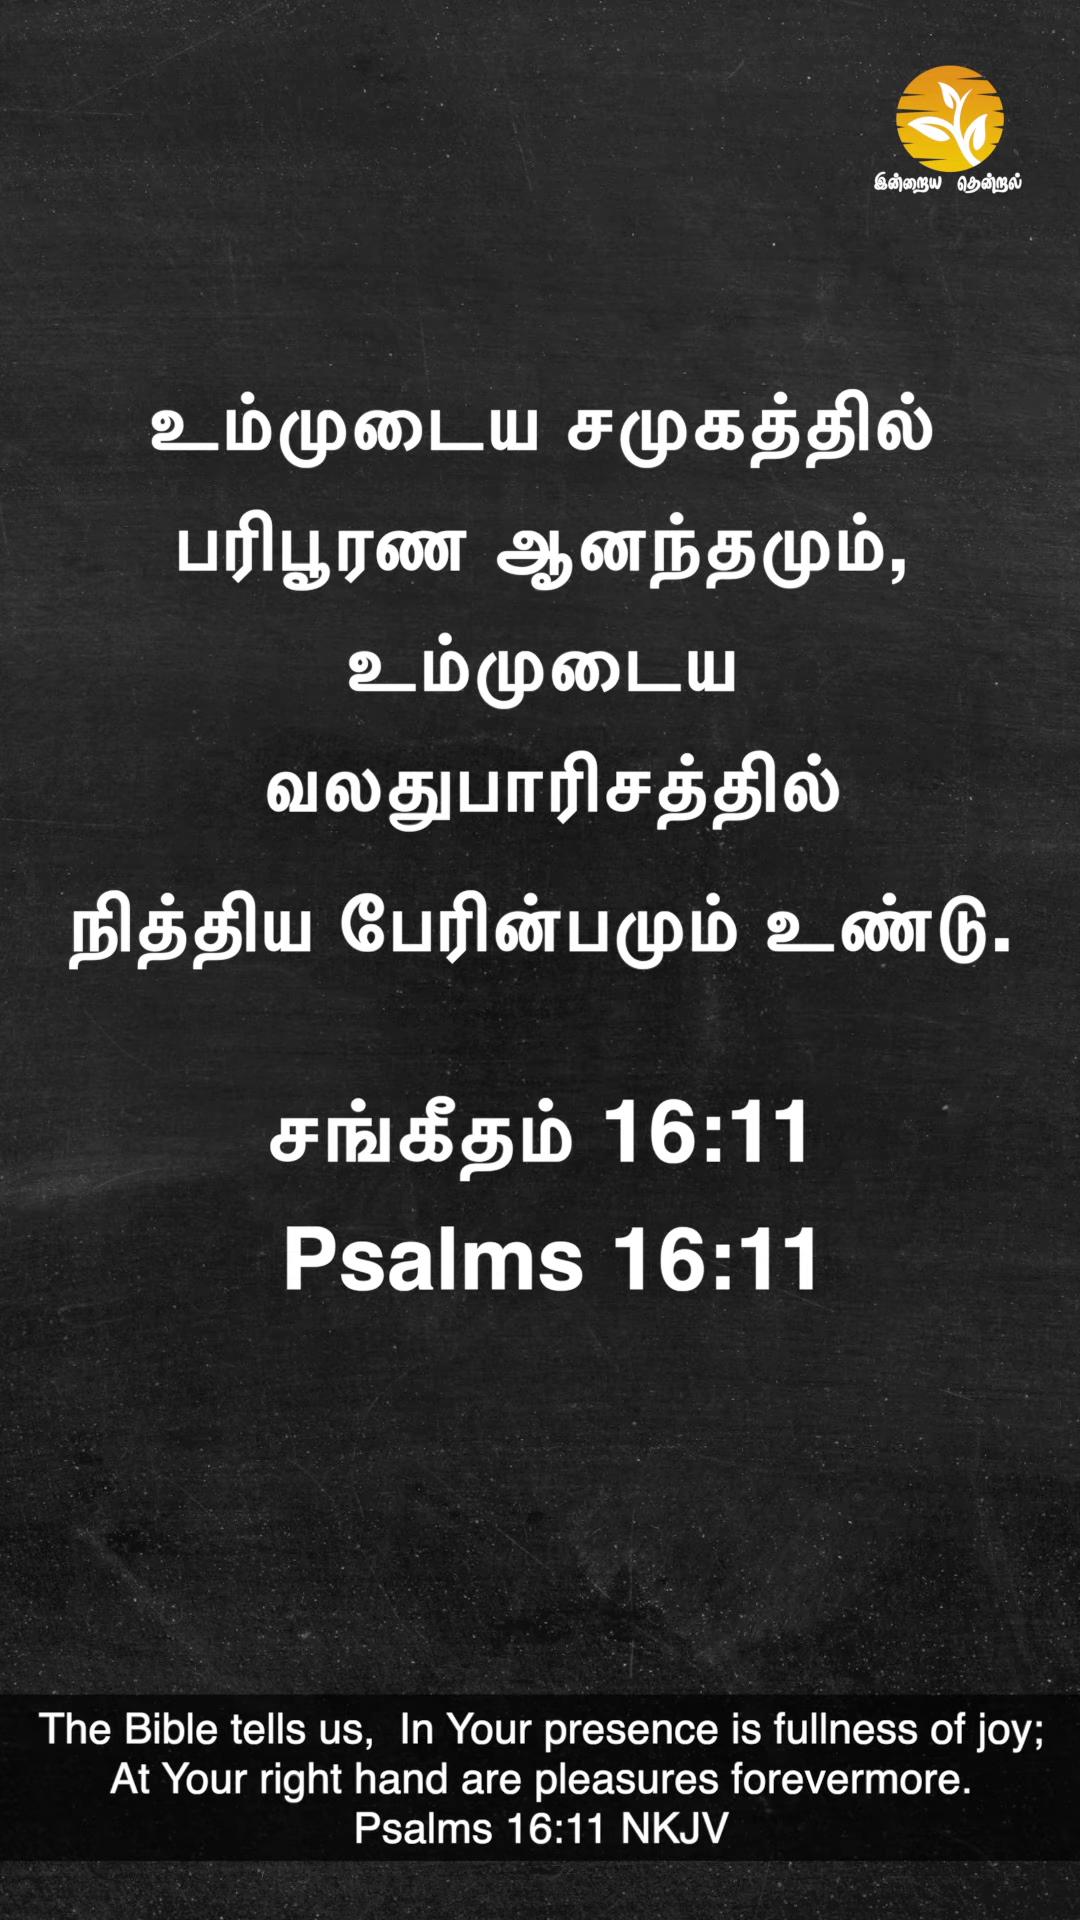 இன்றைய தென்றல்
உம்முடைய சமுகத்தில்
பரிபூரண ஆனந்தமும்,
உம்முடைய
வலதுபாரிசத்தில்
நித்திய பேரின்பமும் உண்டு.
சங்கீதம் 16:11
Psalms 16:11
The Bible tells us,  In Your presence is fullness of joy;
At Your right hand are pleasures forevermore.
Psalms 16:11 NKJV